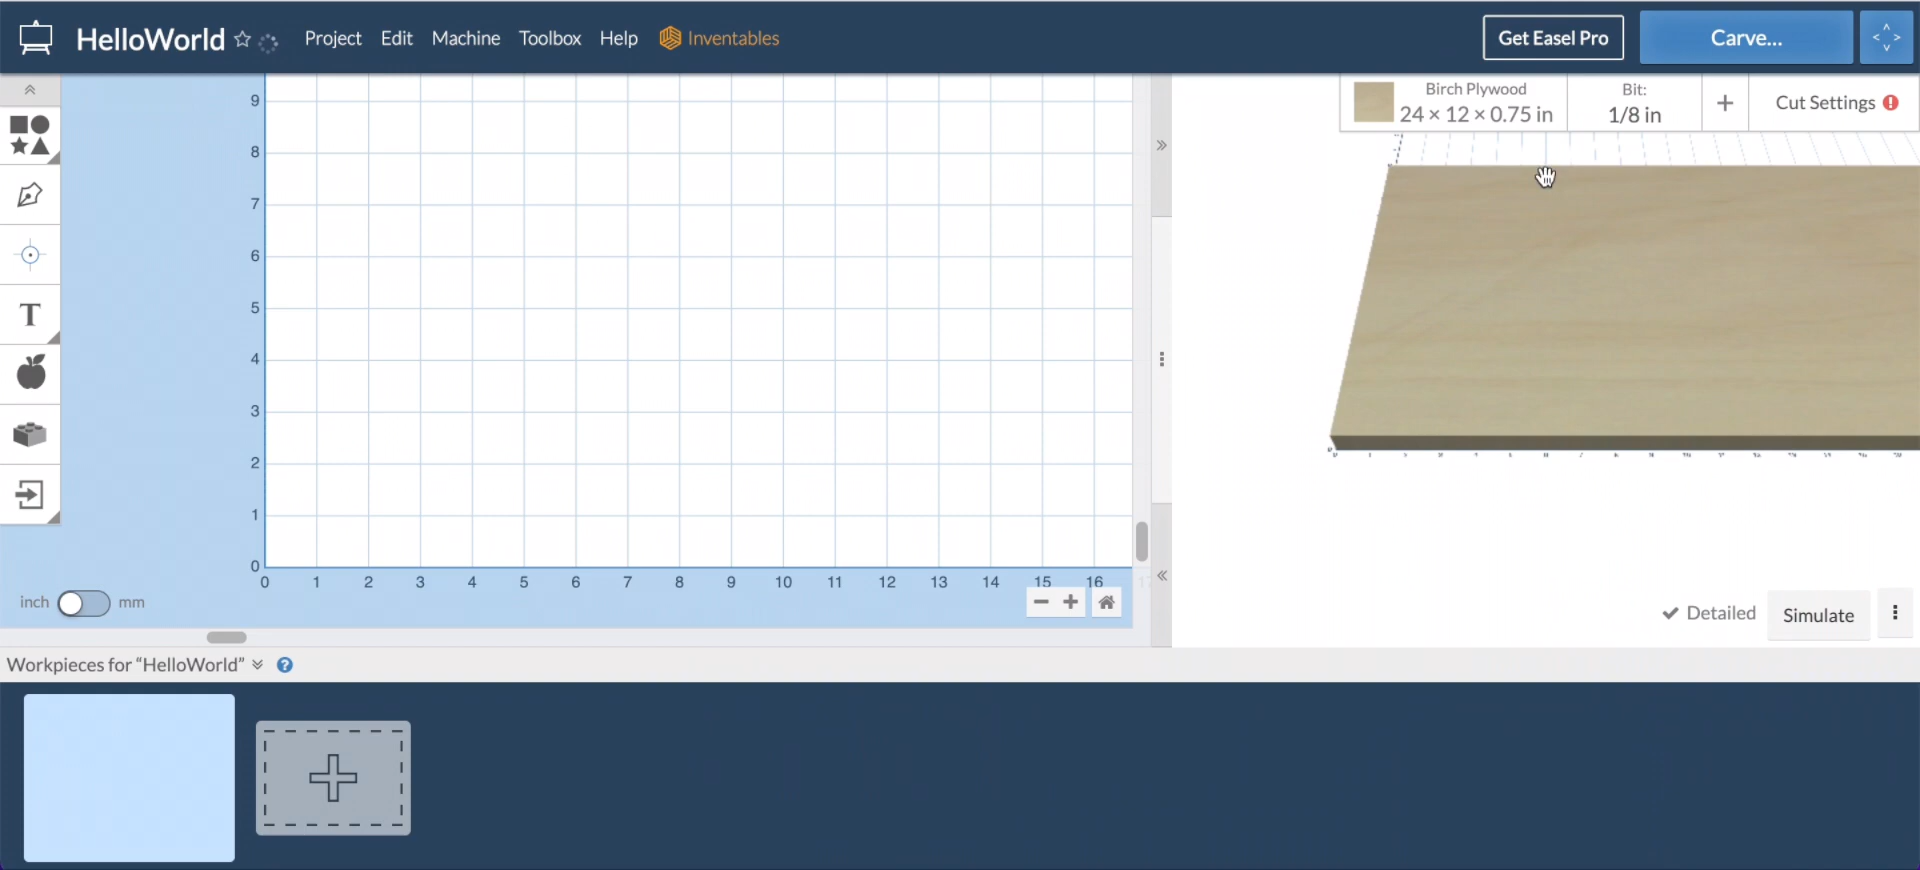 HelloWorld
Project Edit Machine Toolbox Help Inventables
Get Easel Pro
Carve...
Birch Plywood
24 × 12 × 0.75 in
Bit:
1/8 in
+
Cut Settings !
9
8
7
6
5
4
3
2
1
0
0 1 2 3 4 5 6 7 8 9 10 11 12 13 14 15 16
T
inch mm
Detailed
Simulate
Workpieces for “HelloWorld” ?